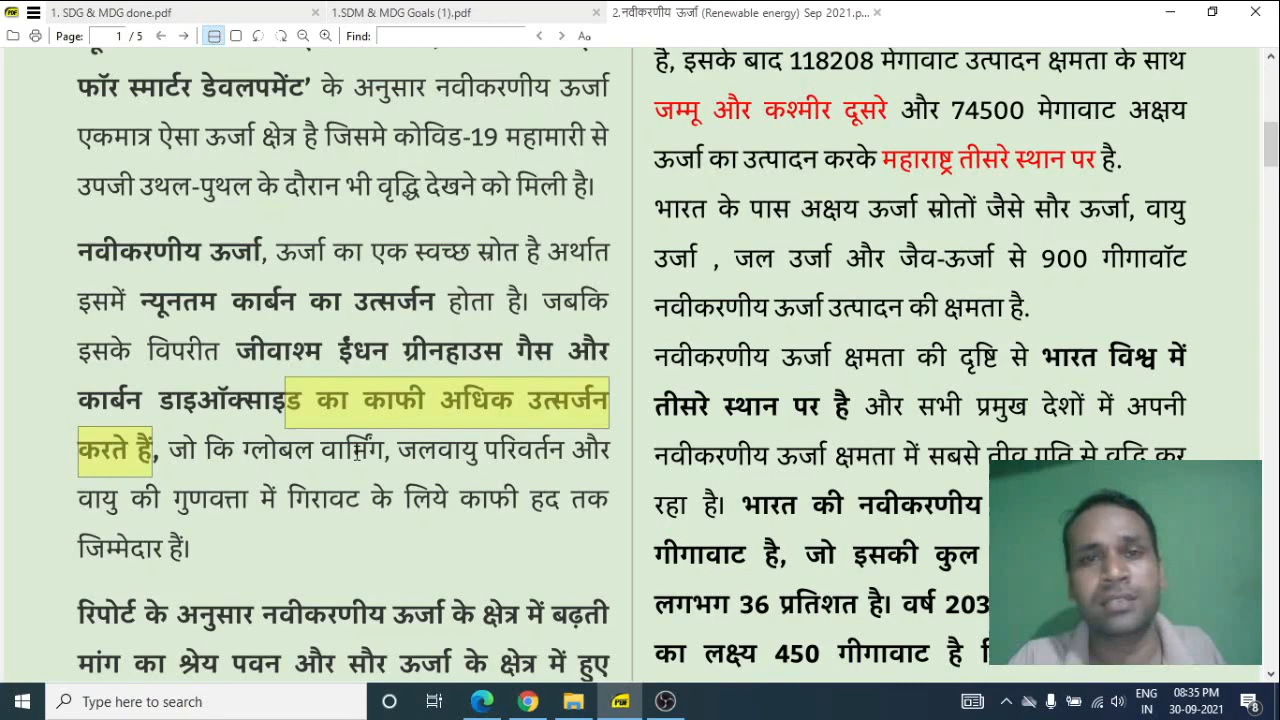 1. SDG & MDG done.pdf
1.SDM & MDG Goals (1).pdf
2.नवीकरणीय ऊर्जा (Renewable energy) Sep 2021.p...
Page:
1 / 5
Find:
फॉर स्मार्टर डेवलपमेंट’ के अनुसार नवीकरणीय ऊर्जा
एकमात्र ऐसा ऊर्जा क्षेत्र है जिसमे कोविड-19 महामारी से
उपजी उथल-पुथल के दौरान भी वृद्धि देखने को मिली है।
नवीकरणीय ऊर्जा, ऊर्जा का एक स्वच्छ स्रोत है अर्थात
इसमें न्यूनतम कार्बन का उत्सर्जन होता है। जबकि
इसके विपरीत जीवाश्म ईंधन ग्रीनहाउस गैस और
कार्बन डाइऑक्साइड का काफी अधिक उत्सर्जन
करते हैं, जो कि ग्लोबल वार्मिंग, जलवायु परिवर्तन और
वायु की गुणवत्ता में गिरावट के लिये काफी हद तक
जिम्मेदार हैं।
रिपोर्ट के अनुसार नवीकरणीय ऊर्जा के क्षेत्र में बढ़ती
मांग का श्रेय पवन और सौर ऊर्जा के क्षेत्र में हुए
है, इसके बाद 118208 मेगावाट उत्पादन क्षमता के साथ
जम्मू और कश्मीर दूसरे और 74500 मेगावाट अक्षय
ऊर्जा का उत्पादन करके महाराष्ट्र तीसरे स्थान पर है.
भारत के पास अक्षय ऊर्जा स्रोतों जैसे सौर ऊर्जा, वायु
उर्जा , जल उर्जा और जैव-ऊर्जा से 900 गीगावॉट
नवीकरणीय ऊर्जा उत्पादन की क्षमता है.
नवीकरणीय ऊर्जा क्षमता की दृष्टि से भारत विश्व में
तीसरे स्थान पर है और सभी प्रमुख देशों में अपनी
नवीकरणीय ऊर्जा क्षमता में सबसे तीव्र गति से वृद्धि कर
रहा है। भारत की नवीकरणीय
गीगावाट है, जो इसकी कुल
लगभग 36 प्रतिशत है। वर्ष 203
का लक्ष्य 450 गीगावाट है
Type here to search
ENG
IN
08:35 PM
30-09-2021
8